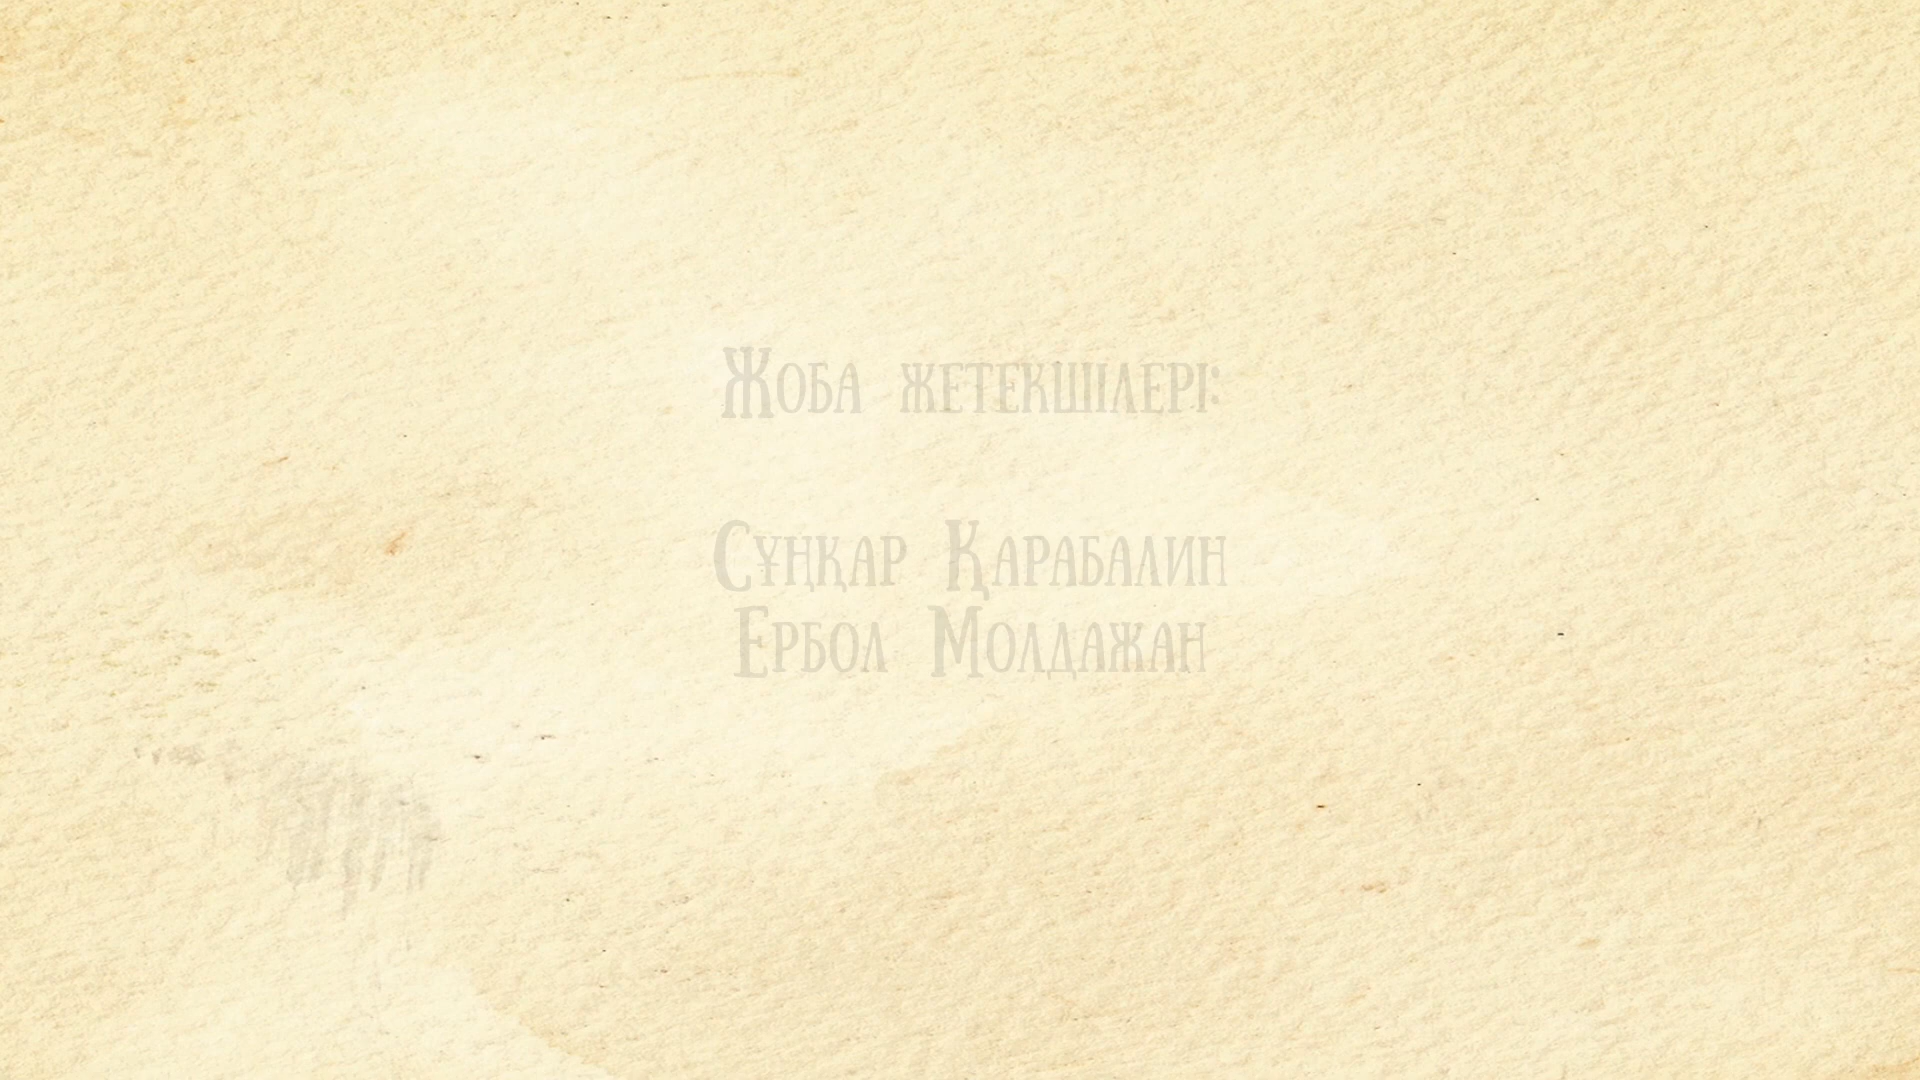 Жоба жетекшілері:
Сұңқар Қарабалин
Ербол Молдажан